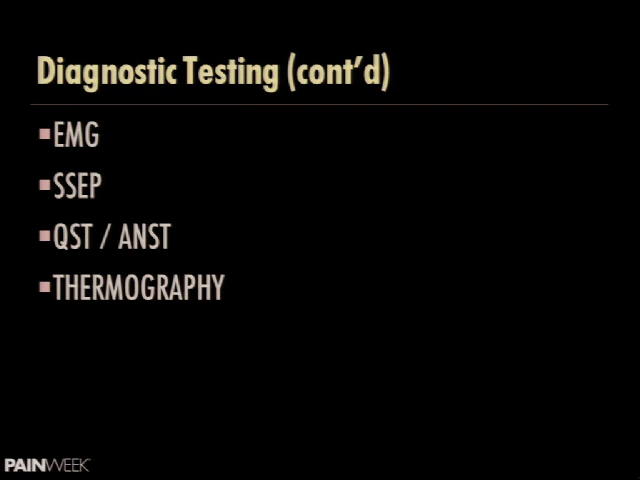 Diagnostic Testing (cont'd)
▪EMG
▪SSEP
▪QST / ANST
▪THERMOGRAPHY
PAINWEEK